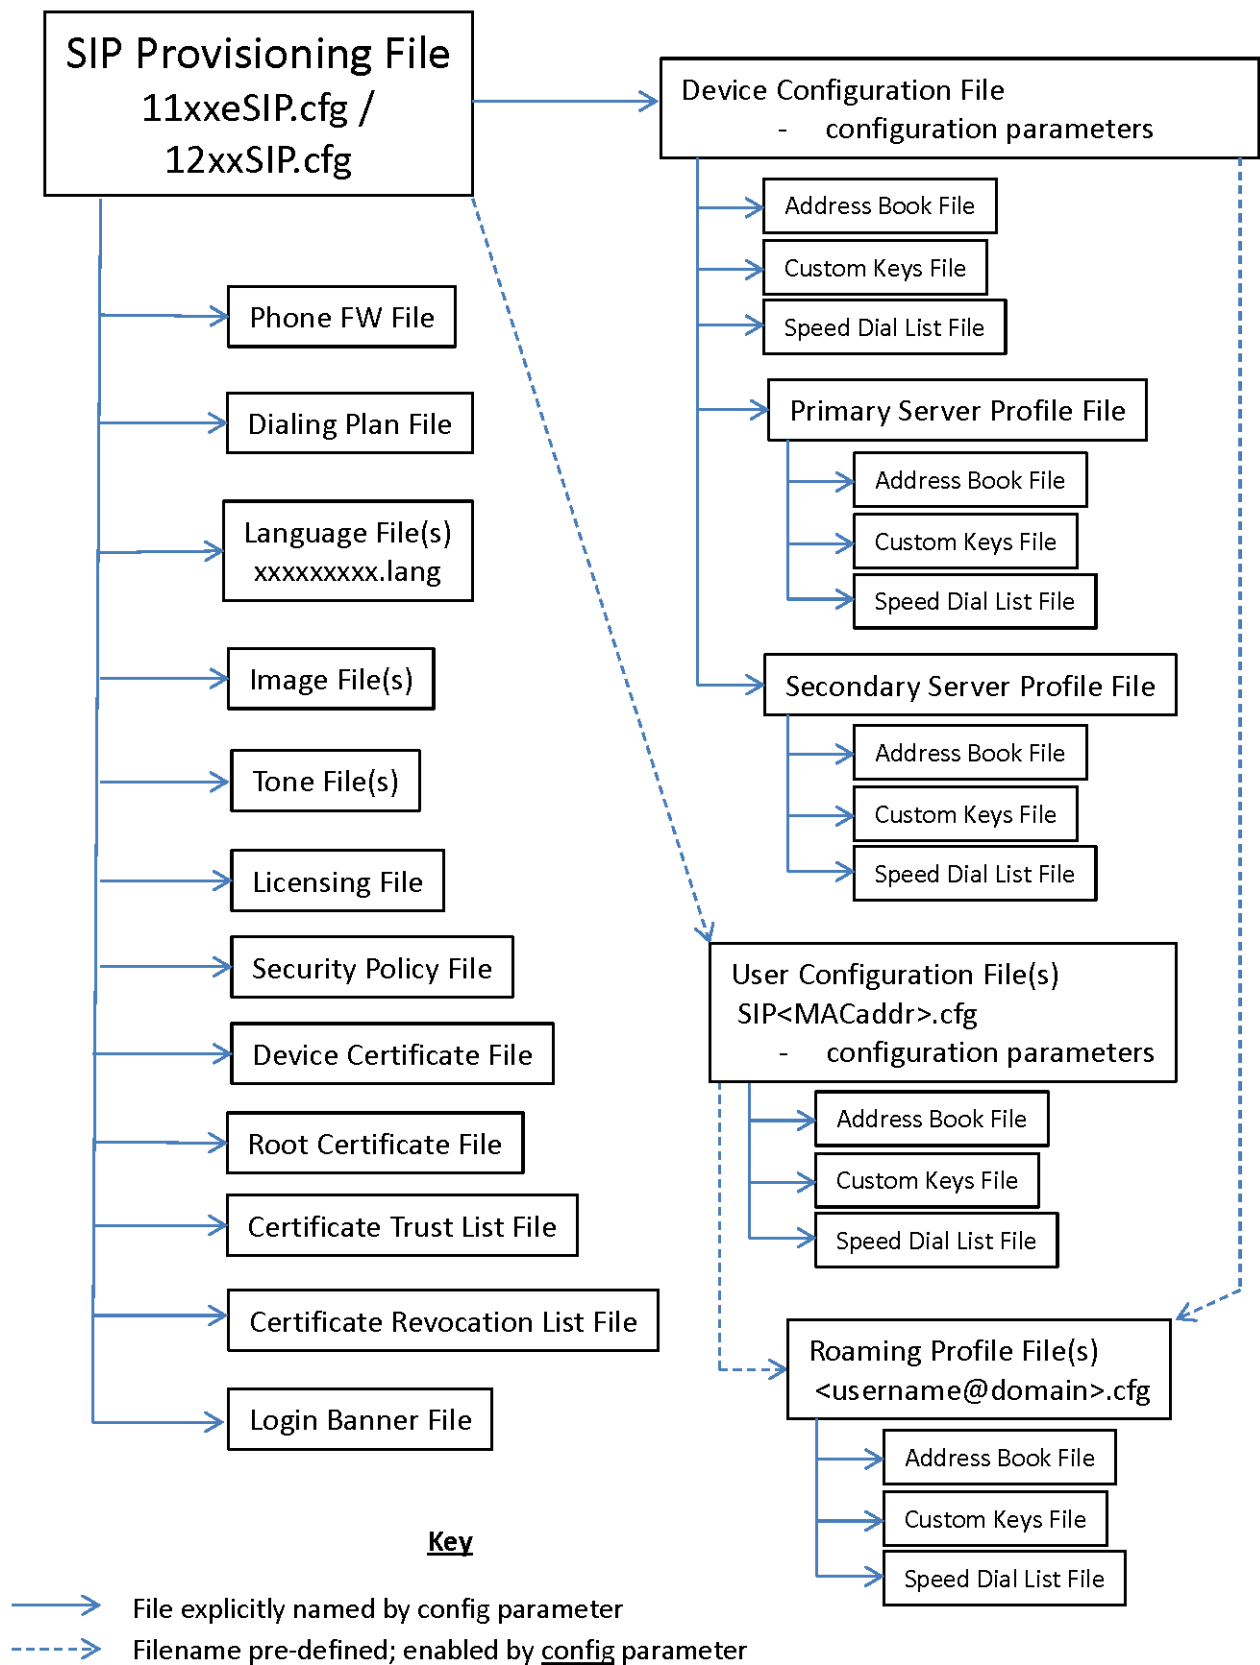 SIP Provisioning File
11xxeSIP.cfg /
12xxSIP.cfg
Phone FW File
Dialing Plan File
Language File(s)
xxxxxxxxx.lang
Image File(s)
Tone File(s)
Licensing File
Security Policy File
Device Certificate File
Root Certificate File
Certificate Trust List File
Certificate Revocation List File
Login Banner File
Device Configuration File
- configuration parameters
Address Book File
Custom Keys File
Speed Dial List File
Primary Server Profile File
Address Book File
Custom Keys File
Speed Dial List File
Secondary Server Profile File
Address Book File
Custom Keys File
Speed Dial List File
User Configuration File(s)
SIP<MACaddr>.cfg
- configuration parameters
Address Book File
Custom Keys File
Speed Dial List File
Roaming Profile File(s)
<username@domain>.cfg
Address Book File
Custom Keys File
Speed Dial List File
Key
File explicitly named by config parameter
Filename pre-defined; enabled by config parameter